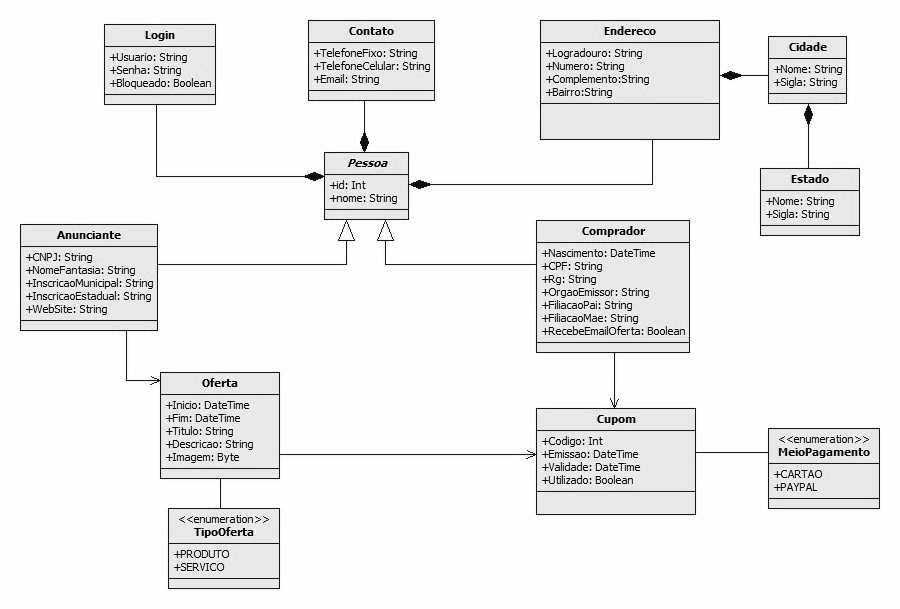 Login
+Usuario: String
+Senha: String
+Bloqueado: Boolean
Contato
+TelefoneFixo: String
+TelefoneCelular: String
+Email: String
Endereco
+Logradouro: String
+Numero: String
+Complemento:String
+Bairro:String
Cidade
+Nome: String
+Sigla: String
Pessoa
+id: Int
+nome: String
Estado
+Nome: String
+Sigla: String
Anunciante
+CNPJ: String
+NomeFantasia: String
+InscricaoMunicipal: String
+InscricaoEstadual: String
+WebSite: String
Comprador
+Nascimento: DateTime
+CPF: String
+Rg: String
+OrgaoEmissor: String
+FiliacaoPai: String
+FiliacaoMae: String
+RecebeEmailOferta: Boolean
Oferta
+Inicio: DateTime
+Fim: DateTime
+Titulo: String
+Descricao: String
+Imagem: Byte
Cupom
+Codigo: Int
+Emissao: DateTime
+Validade: DateTime
+Utilizado: Boolean
<<enumeration>>
MeioPagamento
+CARTAO
+PAYPAL
<<enumeration>>
TipoOferta
+PRODUTO
+SERVICO